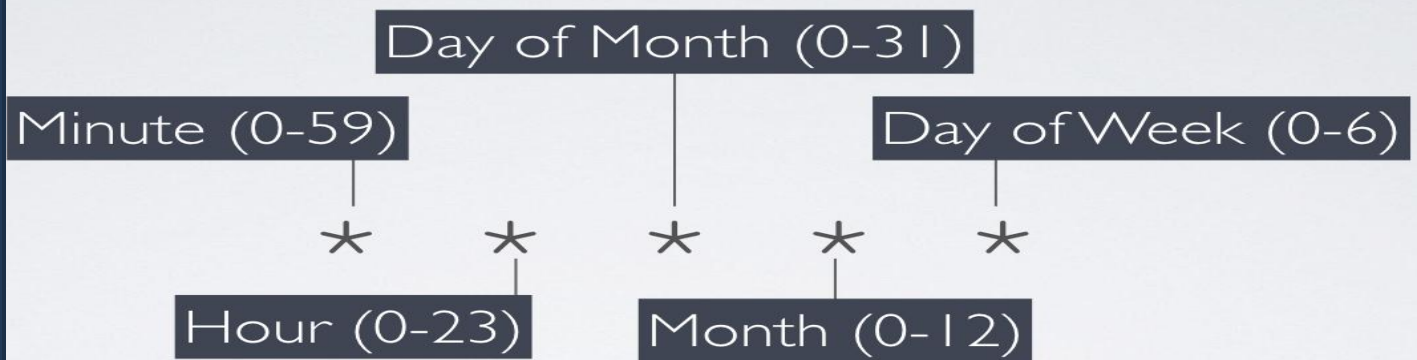 Day of Month (0-31)
Minute (0-59)
Day of Week (0-6)
* * * * *
Hour (0-23)
Month (0-12)